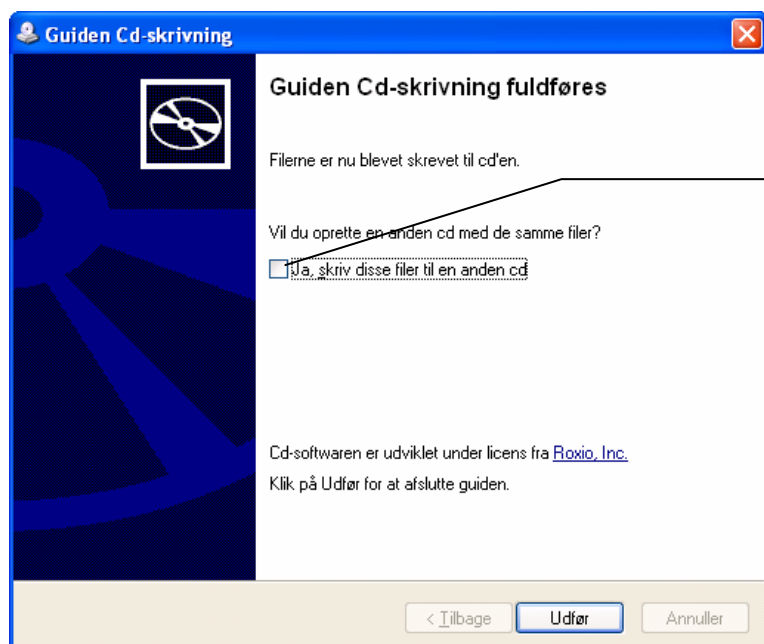 Guiden Cd-skrivning
Guiden Cd-skrivning fuldføres
Filerne er nu blevet skrevet til cd'en.
Vil du oprette en anden cd med de samme filer?
Ja, skriv disse filer til en anden cd
Cd-softwaren er udviklet under licens fra Roxio, Inc.
Klik på Udfør for at afslutte guiden.
< Tilbage Udfør Annuller